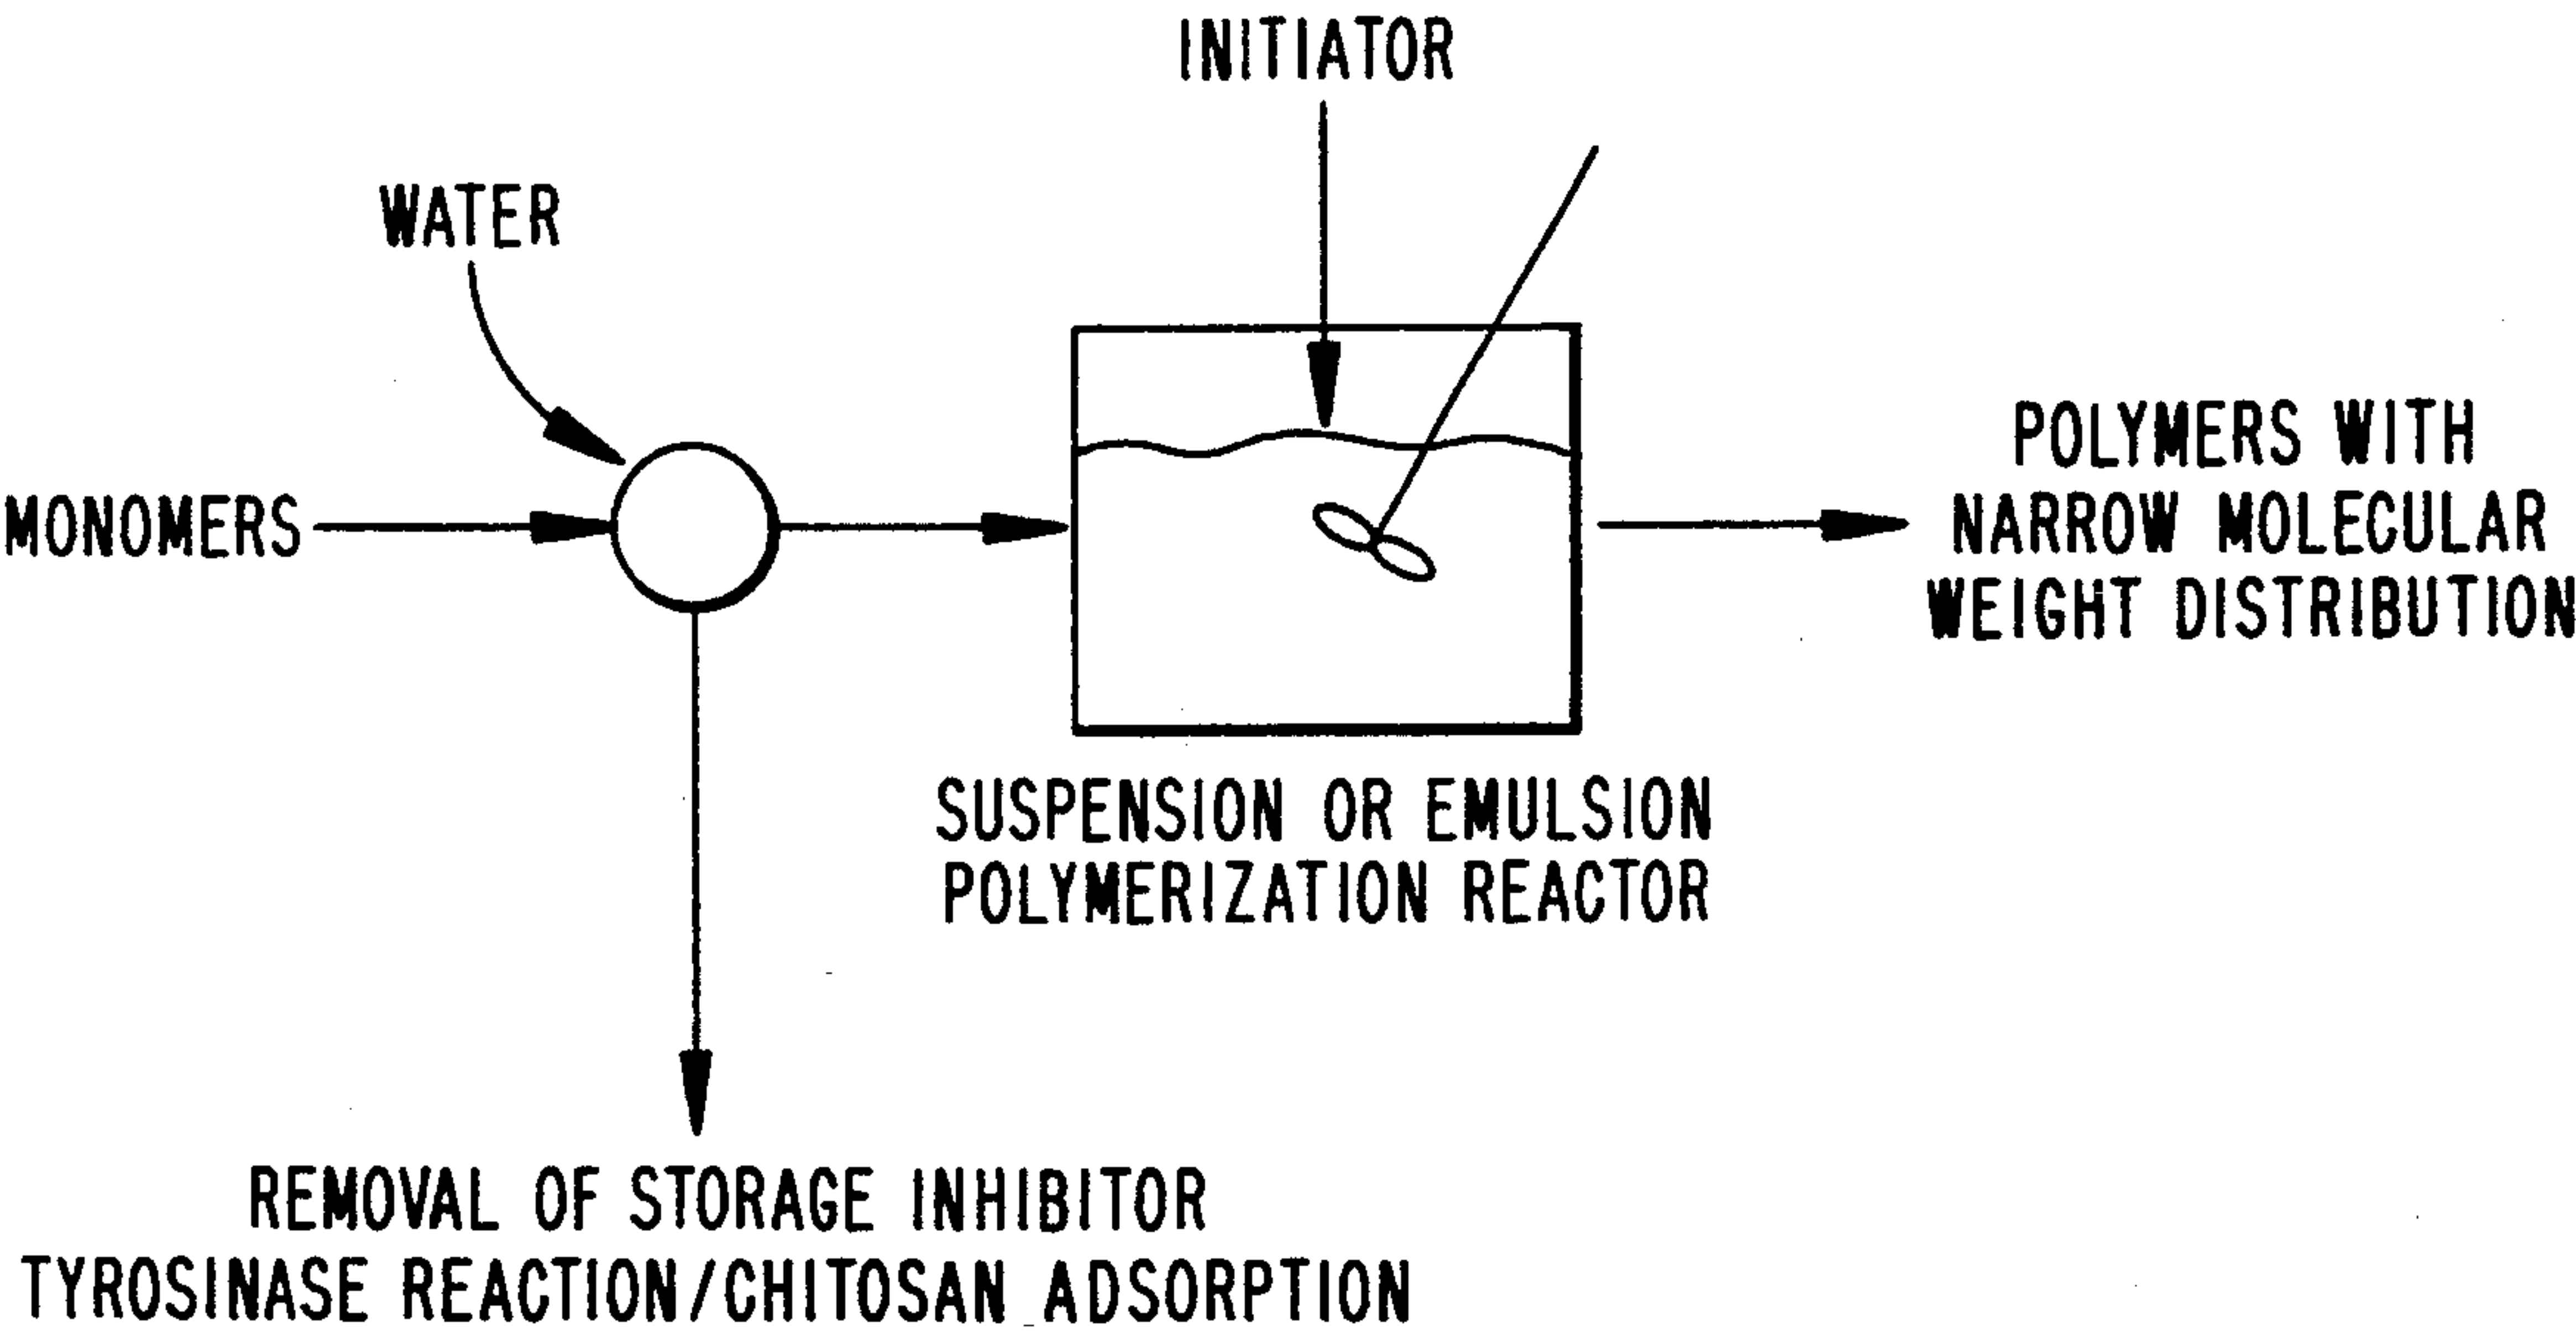 INITIATOR
WATER
MONOMERS
POLYMERS WITH
NARROW MOLECULAR
WEIGHT DISTRIBUTION
SUSPENSION OR EMULSION
POLYMERIZATION REACTOR
REMOVAL OF STORAGE INHIBITOR
TYROSINASE REACTION/CHITOSAN ADSORPTION